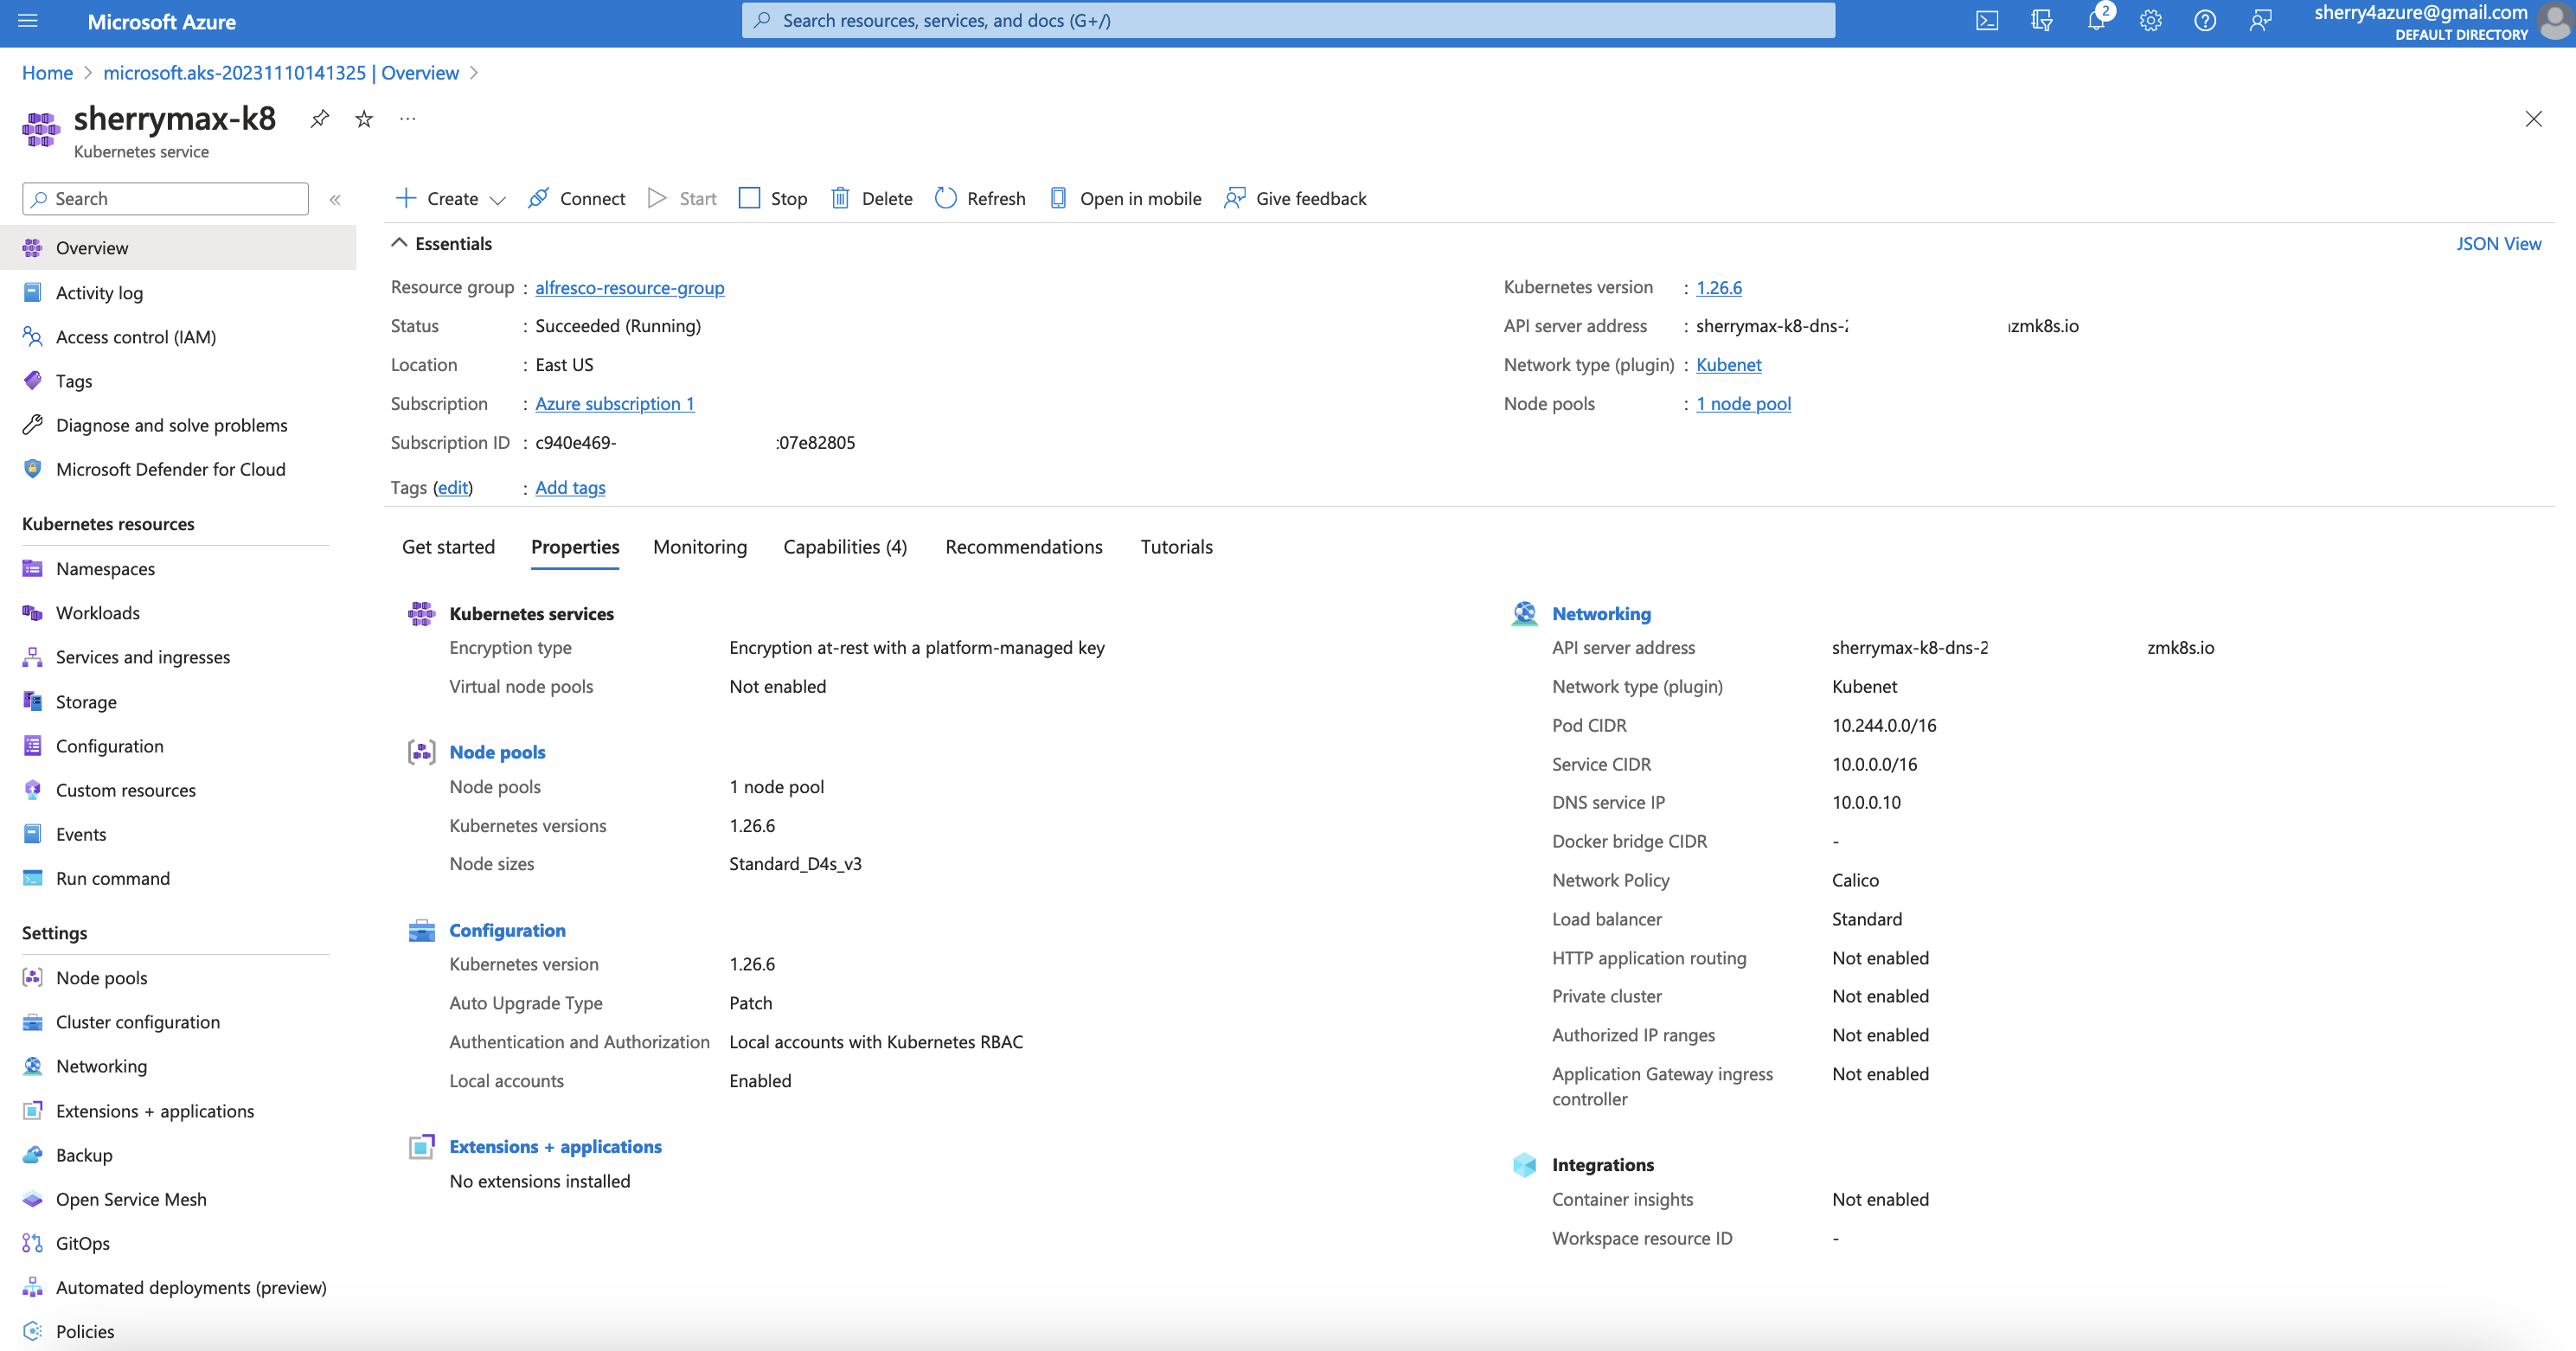 Microsoft Azure
Search resources, services, and docs (G+/)
2
sherry4azure@gmail.com
DEFAULT DIRECTORY
Home > microsoft.aks-20231110141325 | Overview >
sherrymax-k8
Kubernetes service
Search
Overview
Activity log
Access control (IAM)
Tags
Diagnose and solve problems
Microsoft Defender for Cloud
Kubernetes resources
Namespaces
Workloads
Services and ingresses
Storage
Configuration
Custom resources
Events
Run command
Settings
Node pools
Cluster configuration
Networking
Extensions + applications
Backup
Open Service Mesh
GitOps
Automated deployments (preview)
Policies
Create Connect Start Stop Delete Refresh Open in mobile Give feedback
Essentials
JSON View
Resource group : alfresco-resource-group
Status : Succeeded (Running)
Location : East US
Subscription : Azure subscription 1
Subscription ID : c940e469- :07e82805
Tags (edit) : Add tags
Kubernetes version : 1.26.6
API server address : sherrymax-k8-dns- zmk8s.io
Network type (plugin) : Kubenet
Node pools : 1 node pool
Get started Properties Monitoring Capabilities (4) Recommendations Tutorials
Kubernetes services
Encryption type Encryption at-rest with a platform-managed key
Virtual node pools Not enabled
Node pools
Node pools 1 node pool
Kubernetes versions 1.26.6
Node sizes Standard_D4s_v3
Configuration
Kubernetes version 1.26.6
Auto Upgrade Type Patch
Authentication and Authorization Local accounts with Kubernetes RBAC
Local accounts Enabled
Extensions + applications
No extensions installed
Networking
API server address sherrymax-k8-dns-2 zmk8s.io
Network type (plugin) Kubenet
Pod CIDR 10.244.0.0/16
Service CIDR 10.0.0.0/16
DNS service IP 10.0.0.10
Docker bridge CIDR -
Network Policy Calico
Load balancer Standard
HTTP application routing Not enabled
Private cluster Not enabled
Authorized IP ranges Not enabled
Application Gateway ingress Not enabled
controller
Integrations
Container insights Not enabled
Workspace resource ID -